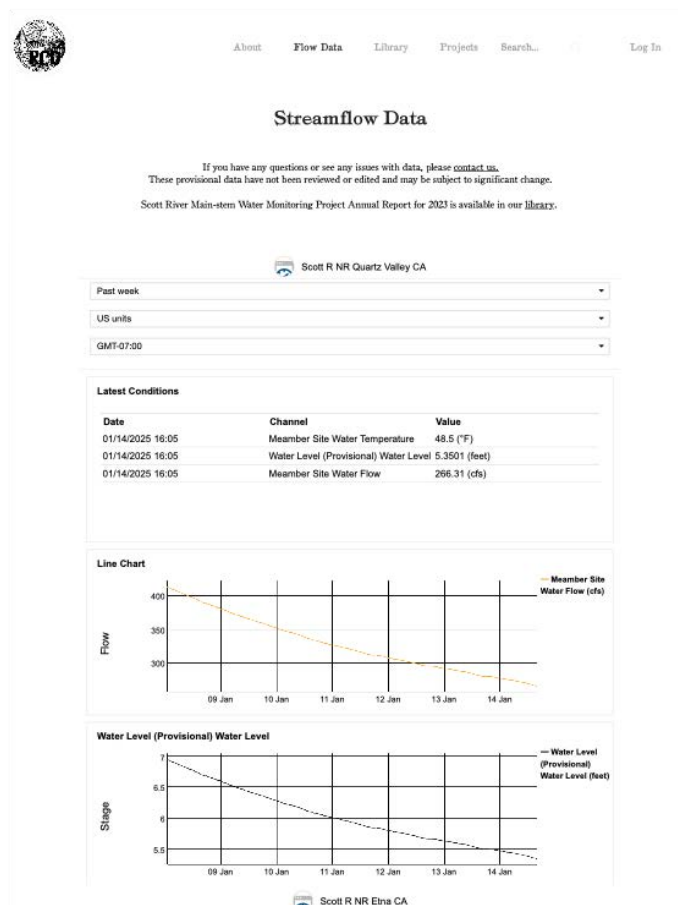 RCD
About Flow Data Library Projects Search... Log In
Streamflow Data
If you have any questions or see any issues with data, please contact us.
These provisional data have not been reviewed or edited and may be subject to significant change.
Scott River Main-stem Water Monitoring Project Annual Report for 2023 is available in our library.
Scott R NR Quartz Valley CA
Past week
US units
GMT-07:00
Latest Conditions
Date Channel Value
01/14/2025 16:05 Meamber Site Water Temperature 48.5 (°F)
01/14/2025 16:05 Water Level (Provisional) Water Level 5.3501 (feet)
01/14/2025 16:05 Meamber Site Water Flow 266.31 (cfs)
Line Chart
Meamber Site
Water Flow (cfs)
400
350
300
Flow
09 Jan 10 Jan 11 Jan 12 Jan 13 Jan 14 Jan
Water Level (Provisional) Water Level
Water Level
(Provisional)
Water Level (feet)
7
6.5
6
5.5
Stage
09 Jan 10 Jan 11 Jan 12 Jan 13 Jan 14 Jan
Scott R NR Etna CA